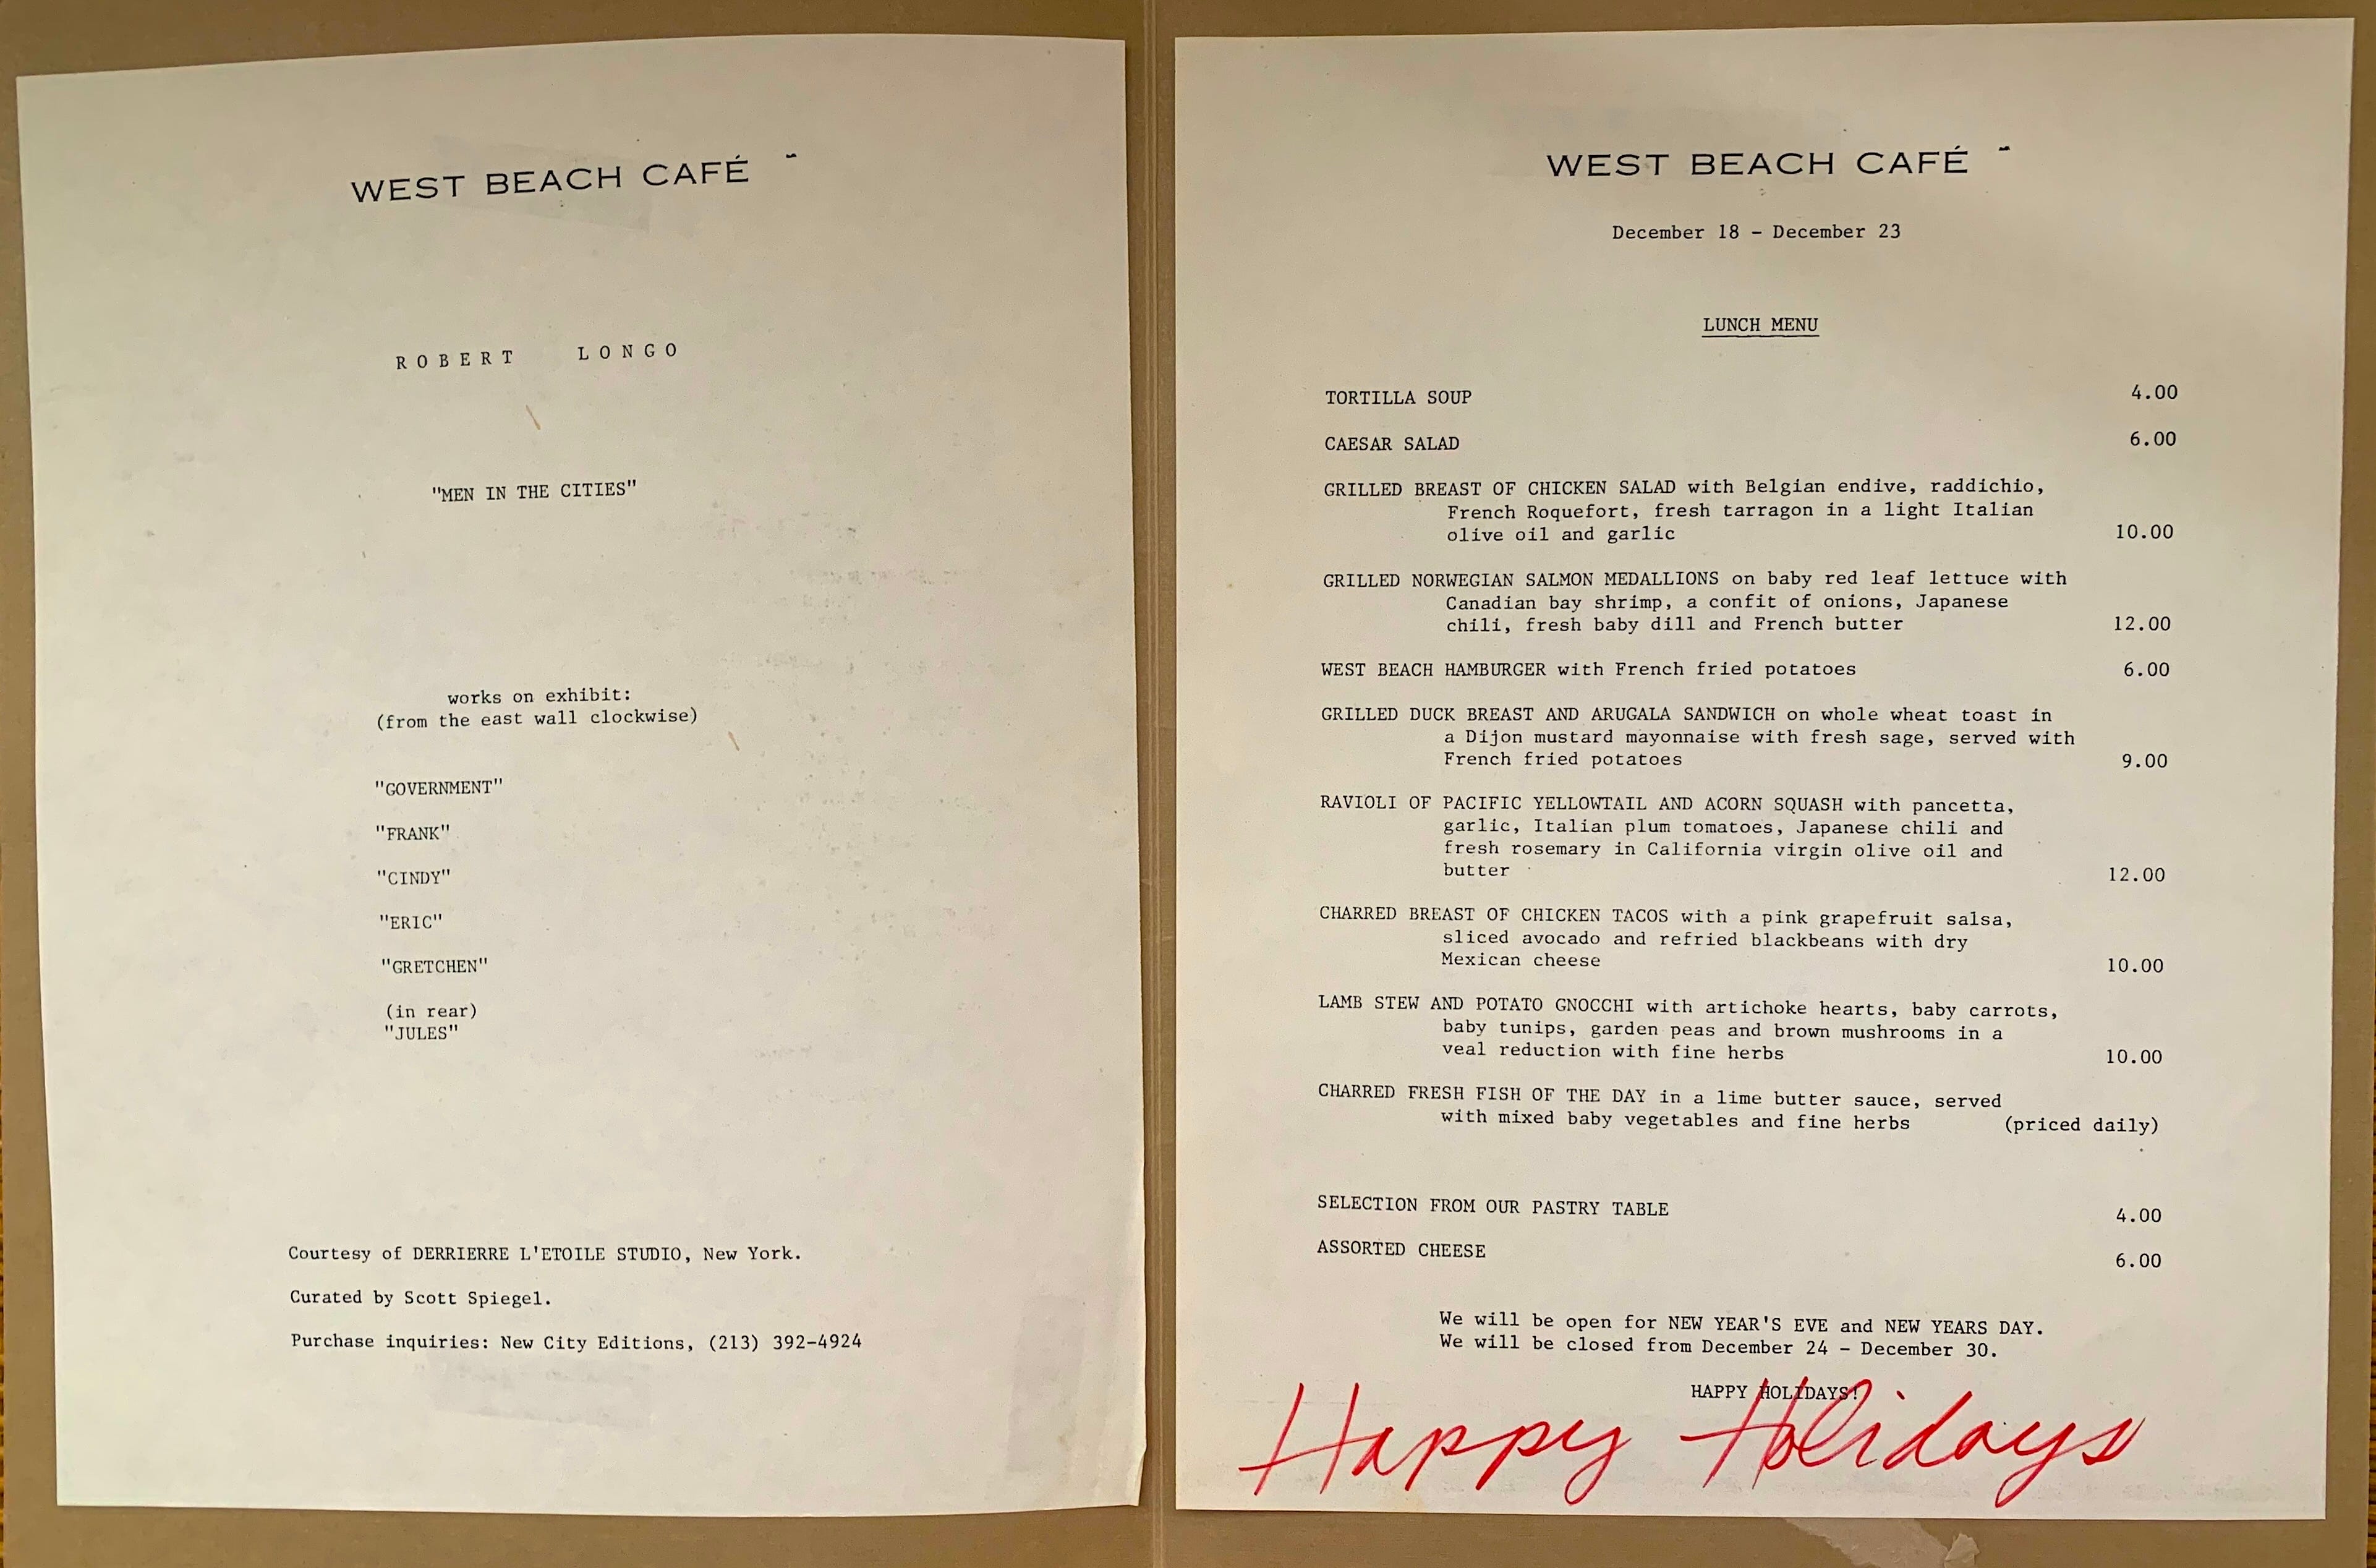 WEST BEACH CAFÉ
ROBERT LONGO
"MEN IN THE CITIES"
works on exhibit:
(from the east wall clockwise)
"GOVERNMENT"
"FRANK"
"CINDY"
"ERIC"
"GRETCHEN"
(in rear)
"JULES"
Courtesy of DERRIERRE L'ETOILE STUDIO, New York.
Curated by Scott Spiegel.
Purchase inquiries: New City Editions, (213) 392-4924
WEST BEACH CAFÉ
December 18 - December 23
LUNCH MENU
TORTILLA SOUP 4.00
CAESAR SALAD 6.00
GRILLED BREAST OF CHICKEN SALAD with Belgian endive, raddichio,
French Roquefort, fresh tarragon in a light Italian
olive oil and garlic 10.00
GRILLED NORWEGIAN SALMON MEDALLIONS on baby red leaf lettuce with
Canadian bay shrimp, a confit of onions, Japanese
chili, fresh baby dill and French butter 12.00
WEST BEACH HAMBURGER with French fried potatoes 6.00
GRILLED DUCK BREAST AND ARUGALA SANDWICH on whole wheat toast in
a Dijon mustard mayonnaise with fresh sage, served with
French fried potatoes 9.00
RAVIOLI OF PACIFIC YELLOWTAIL AND ACORN SQUASH with pancetta,
garlic, Italian plum tomatoes, Japanese chili and
fresh rosemary in California virgin olive oil and
butter 12.00
CHARRED BREAST OF CHICKEN TACOS with a pink grapefruit salsa,
sliced avocado and refried blackbeans with dry
Mexican cheese 10.00
LAMB STEW AND POTATO GNOCCHI with artichoke hearts, baby carrots,
baby tunips, garden peas and brown mushrooms in a
veal reduction with fine herbs 10.00
CHARRED FRESH FISH OF THE DAY in a lime butter sauce, served
with mixed baby vegetables and fine herbs (priced daily)
SELECTION FROM OUR PASTRY TABLE 4.00
ASSORTED CHEESE 6.00
We will be open for NEW YEAR'S EVE and NEW YEARS DAY.
We will be closed from December 24 - December 30.
HAPPY HOLIDAYS!
Happy Holidays